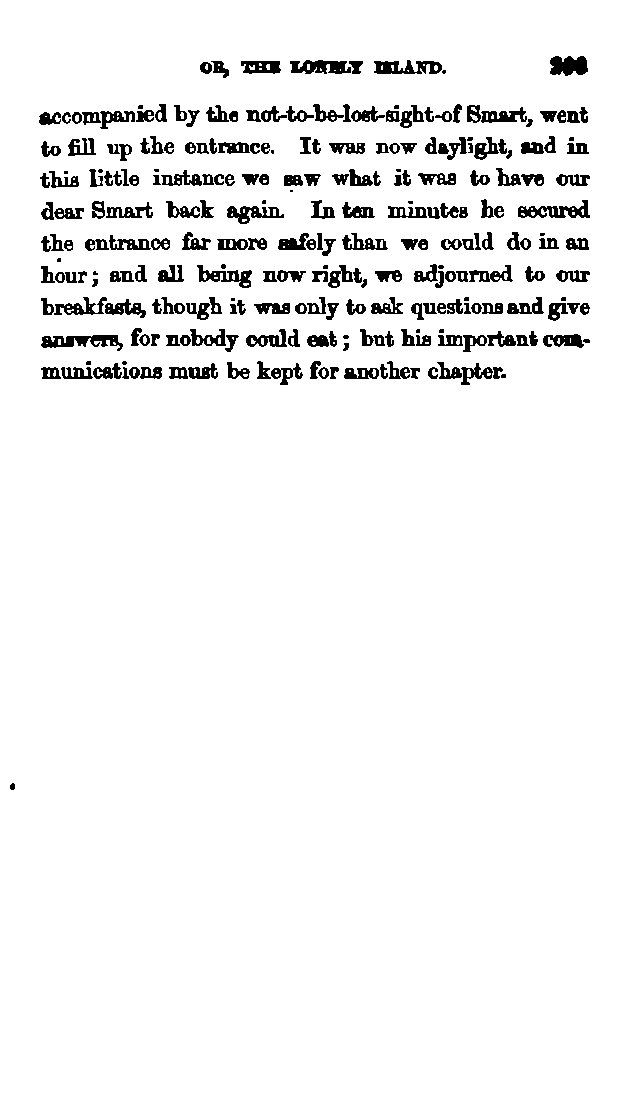 OR, THE LONELY ISLAND.
accompanied by the not-to-be-lost-sight-of Smart, went
to fill up the entrance. It was now daylight, and in
this little instance we saw what it was to have our
dear Smart back again. In ten minutes he secured
the entrance far more safely than we could do in an
hour; and all being now right, we adjourned to our
breakfasts, though it was only to ask questions and give
answers, for nobody could eat; but his important com-
munications must be kept for another chapter.